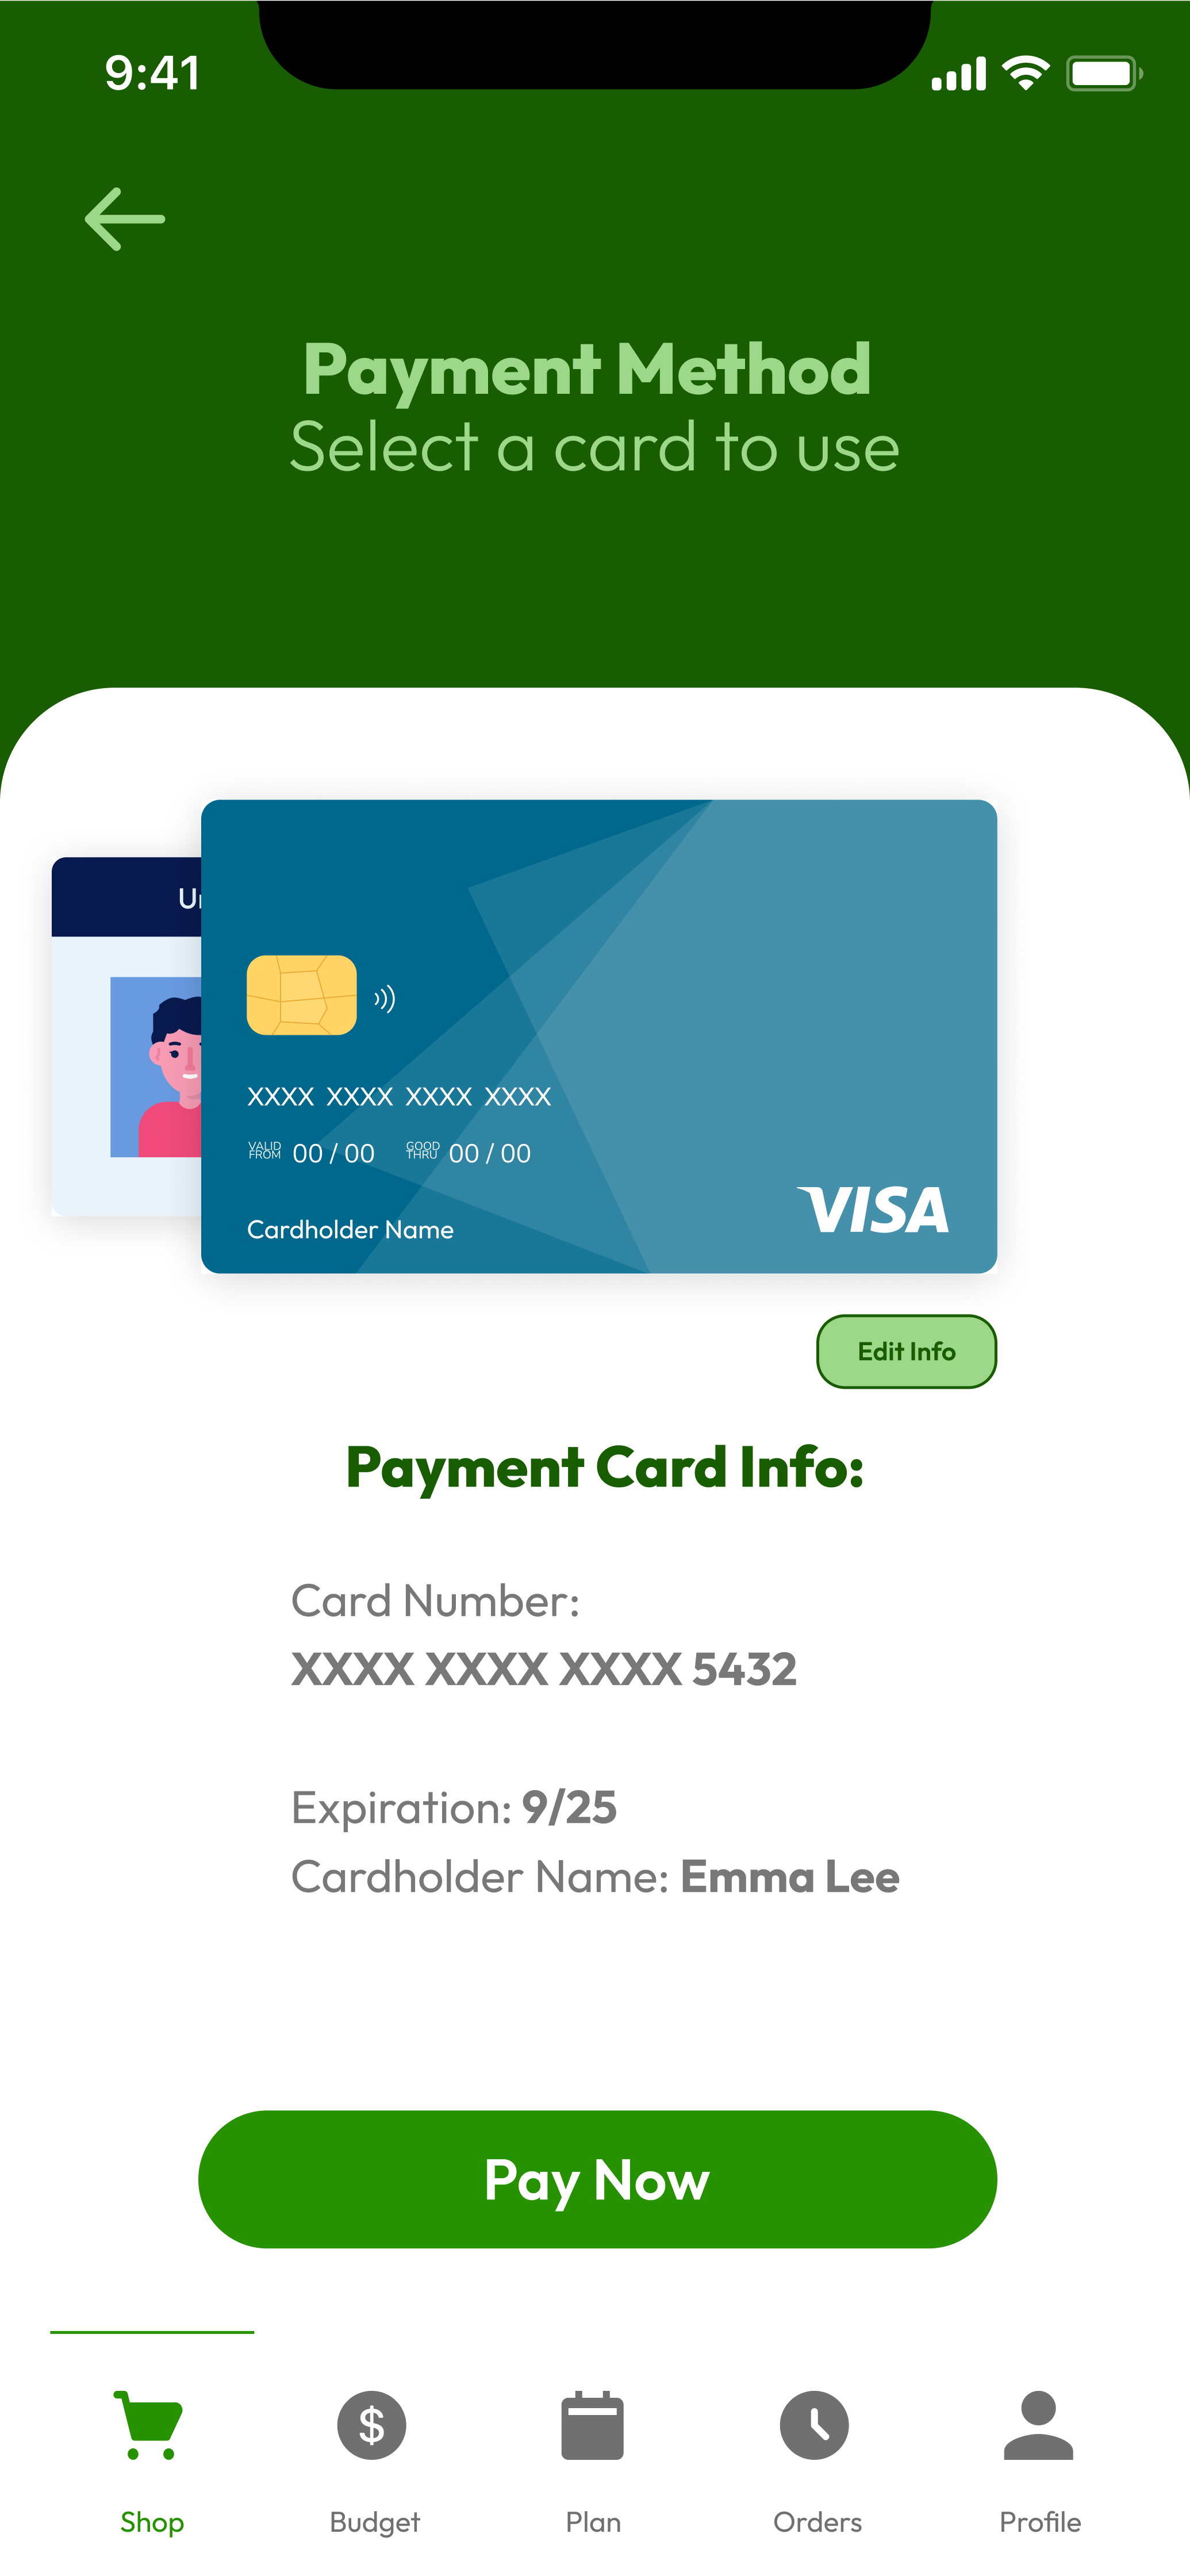 9:41
Payment Method
Select a card to use
XXXX XXXX XXXX XXXX
VALID FROM 00 / 00 GOOD THRU 00 / 00
Cardholder Name
VISA
Edit Info
Payment Card Info:
Card Number:
XXXX XXXX XXXX 5432
Expiration: 9/25
Cardholder Name: Emma Lee
Pay Now
$
Shop Budget Plan Orders Profile